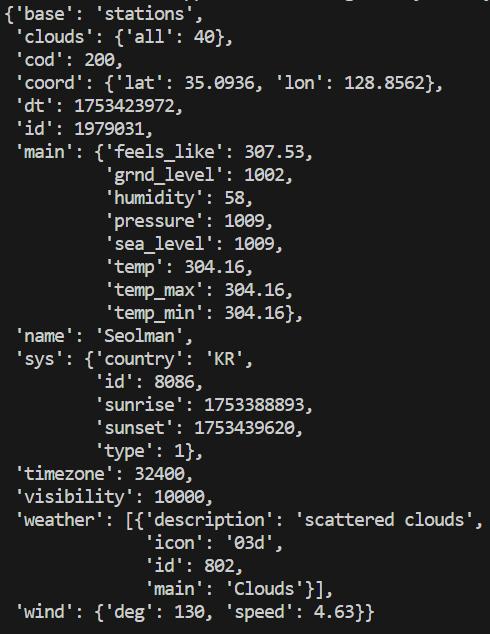 {'base': 'stations',
 'clouds': {'all': 40},
 'cod': 200,
 'coord': {'lat': 35.0936, 'lon': 128.8562},
 'dt': 1753423972,
 'id': 1979031,
 'main': {'feels_like': 307.53,
          'grnd_level': 1002,
          'humidity': 58,
          'pressure': 1009,
          'sea_level': 1009,
          'temp': 304.16,
          'temp_max': 304.16,
          'temp_min': 304.16},
 'name': 'Seolman',
 'sys': {'country': 'KR',
         'id': 8086,
         'sunrise': 1753388893,
         'sunset': 1753439620,
         'type': 1},
 'timezone': 32400,
 'visibility': 10000,
 'weather': [{'description': 'scattered clouds',
              'icon': '03d',
              'id': 802,
              'main': 'Clouds'}],
 'wind': {'deg': 130, 'speed': 4.63}}